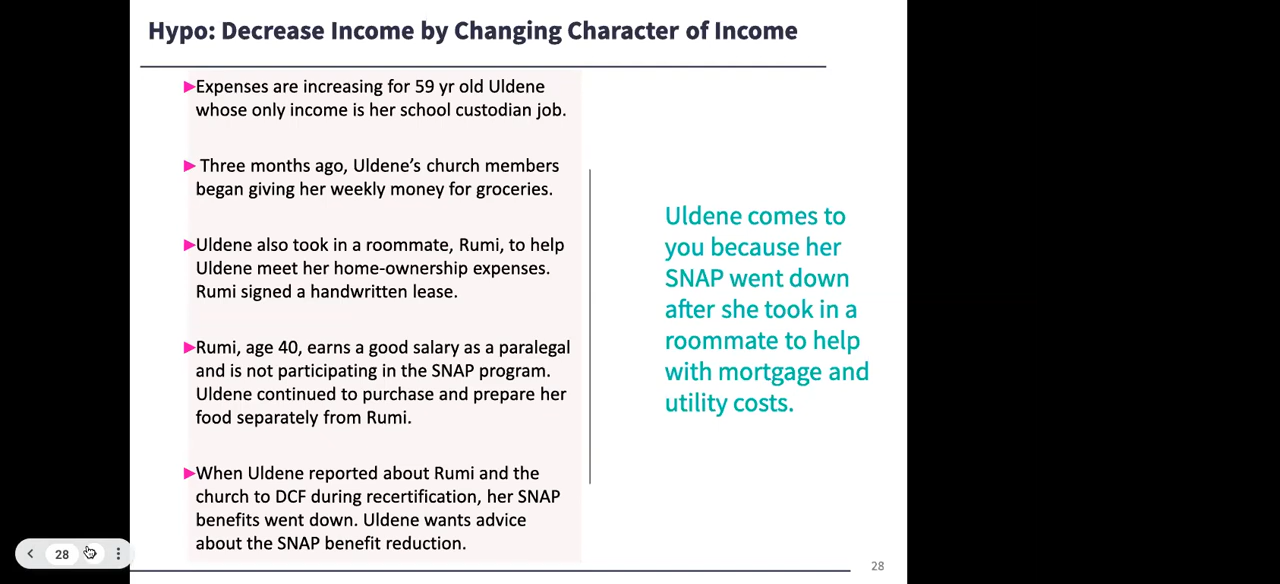 Hypo: Decrease Income by Changing Character of Income
▶Expenses are increasing for 59 yr old Uldene
whose only income is her school custodian job.
▶ Three months ago, Uldene’s church members
began giving her weekly money for groceries.
▶Uldene also took in a roommate, Rumi, to help
Uldene meet her home-ownership expenses.
Rumi signed a handwritten lease.
▶Rumi, age 40, earns a good salary as a paralegal
and is not participating in the SNAP program.
Uldene continued to purchase and prepare her
food separately from Rumi.
▶When Uldene reported about Rumi and the
church to DCF during recertification, her SNAP
benefits went down. Uldene wants advice
about the SNAP benefit reduction.
Uldene comes to
you because her
SNAP went down
after she took in a
roommate to help
with mortgage and
utility costs.
28
28